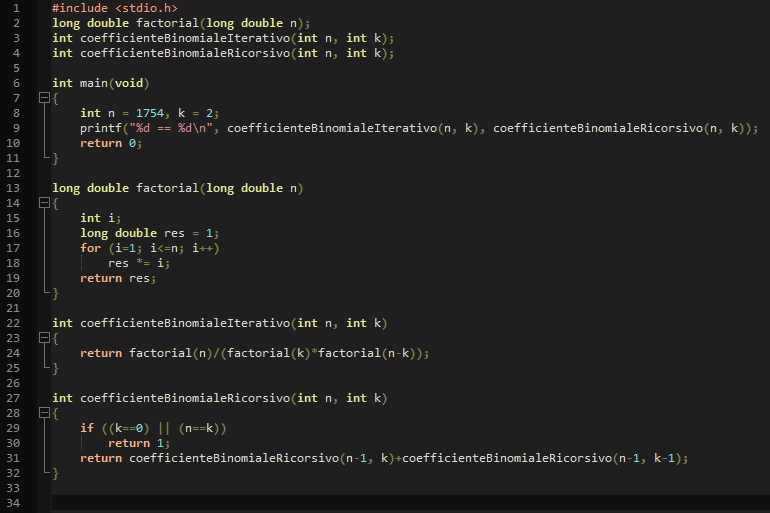 1 #include <stdio.h>
2 long double factorial(long double n);
3 int coefficienteBinomialeIterativo(int n, int k);
4 int coefficienteBinomialeRicorsivo(int n, int k);
5
6 int main(void)
7 {
8     int n = 1754, k = 2;
9     printf("%d == %d\n", coefficienteBinomialeIterativo(n, k), coefficienteBinomialeRicorsivo(n, k));
10     return 0;
11 }
12
13 long double factorial(long double n)
14 {
15     int i;
16     long double res = 1;
17     for (i=1; i<=n; i++)
18         res *= i;
19     return res;
20 }
21
22 int coefficienteBinomialeIterativo(int n, int k)
23 {
24     return factorial(n)/(factorial(k)*factorial(n-k));
25 }
26
27 int coefficienteBinomialeRicorsivo(int n, int k)
28 {
29     if ((k==0) || (n==k))
30         return 1;
31     return coefficienteBinomialeRicorsivo(n-1, k)+coefficienteBinomialeRicorsivo(n-1, k-1);
32 }
33
34